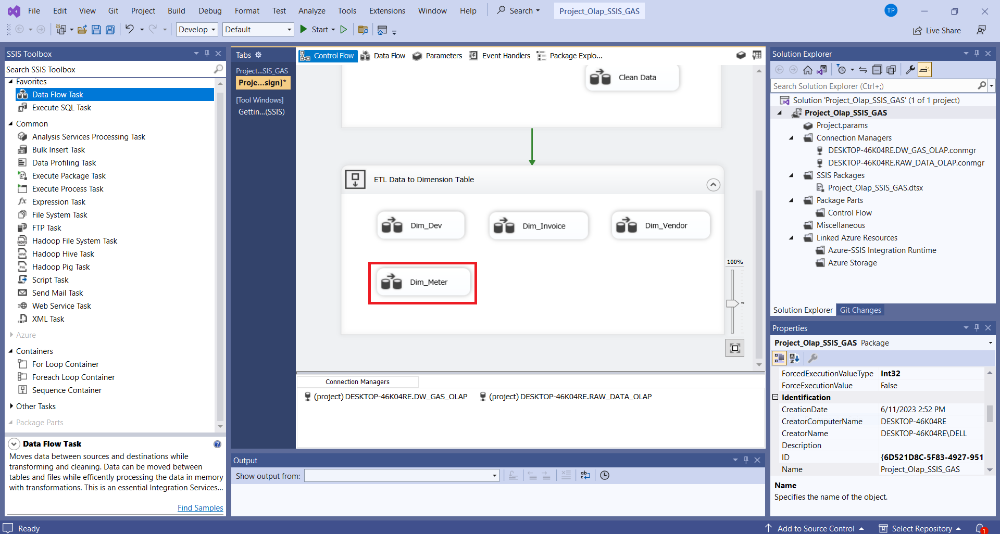 File Edit View Git Project Build Debug Format Test Analyze Tools Extensions Window Help Search Project_Olap_SSIS_GAS TP
Develop Default Start Live Share
SSIS Toolbox
Search SSIS Toolbox
Favorites
Data Flow Task
Execute SQL Task
Common
Analysis Services Processing Task
Bulk Insert Task
Data Profiling Task
Execute Package Task
Execute Process Task
Expression Task
File System Task
FTP Task
Hadoop File System Task
Hadoop Hive Task
Hadoop Pig Task
Script Task
Send Mail Task
Web Service Task
XML Task
Azure
Containers
For Loop Container
Foreach Loop Container
Sequence Container
Other Tasks
Package Parts
Data Flow Task
Moves data between sources and destinations while
transforming and cleaning. Data can be moved between
tables and files while efficently processing the data in memory
with transformations. This is an essential Integration Services...
Find Samples
Tabs
Project...SIS_GAS
Proje...sign]*
[Tool Windows]
Gettin...(SSIS)
Control Flow Data Flow Parameters Event Handlers Package Explo...
Clean Data
ETL Data to Dimension Table
Dim_Dev Dim_Invoice Dim_Vendor
Dim_Meter
100%
Connection Managers
(project) DESKTOP-46K04RE.DW_GAS_OLAP (project) DESKTOP-46K04RE.RAW_DATA_OLAP
Output
Show output from:
Solution Explorer
Search Solution Explorer (Ctrl+;)
Solution 'Project_Olap_SSIS_GAS' (1 of 1 project)
Project_Olap_SSIS_GAS
Project.params
Connection Managers
DESKTOP-46K04RE.DW_GAS_OLAP.conmgr
DESKTOP-46K04RE.RAW_DATA_OLAP.conmgr
SSIS Packages
Project_Olap_SSIS_GAS.dtsx
Package Parts
Control Flow
Miscellaneous
Linked Azure Resources
Azure-SSIS Integration Runtime
Azure Storage
Solution Explorer Git Changes
Properties
Project_Olap_SSIS_GAS Package
ForcedExecutionValueType Int32
ForceExecutionValue False
Identification
CreationDate 6/11/2023 2:52 PM
CreatorComputerName DESKTOP-46K04RE
CreatorName DESKTOP-46K04RE\DELL
Description
ID {6D521D8C-5F83-4927-951
Name Project_Olap_SSIS_GAS
Name
Specifies the name of the object.
Ready Add to Source Control Select Repository 1